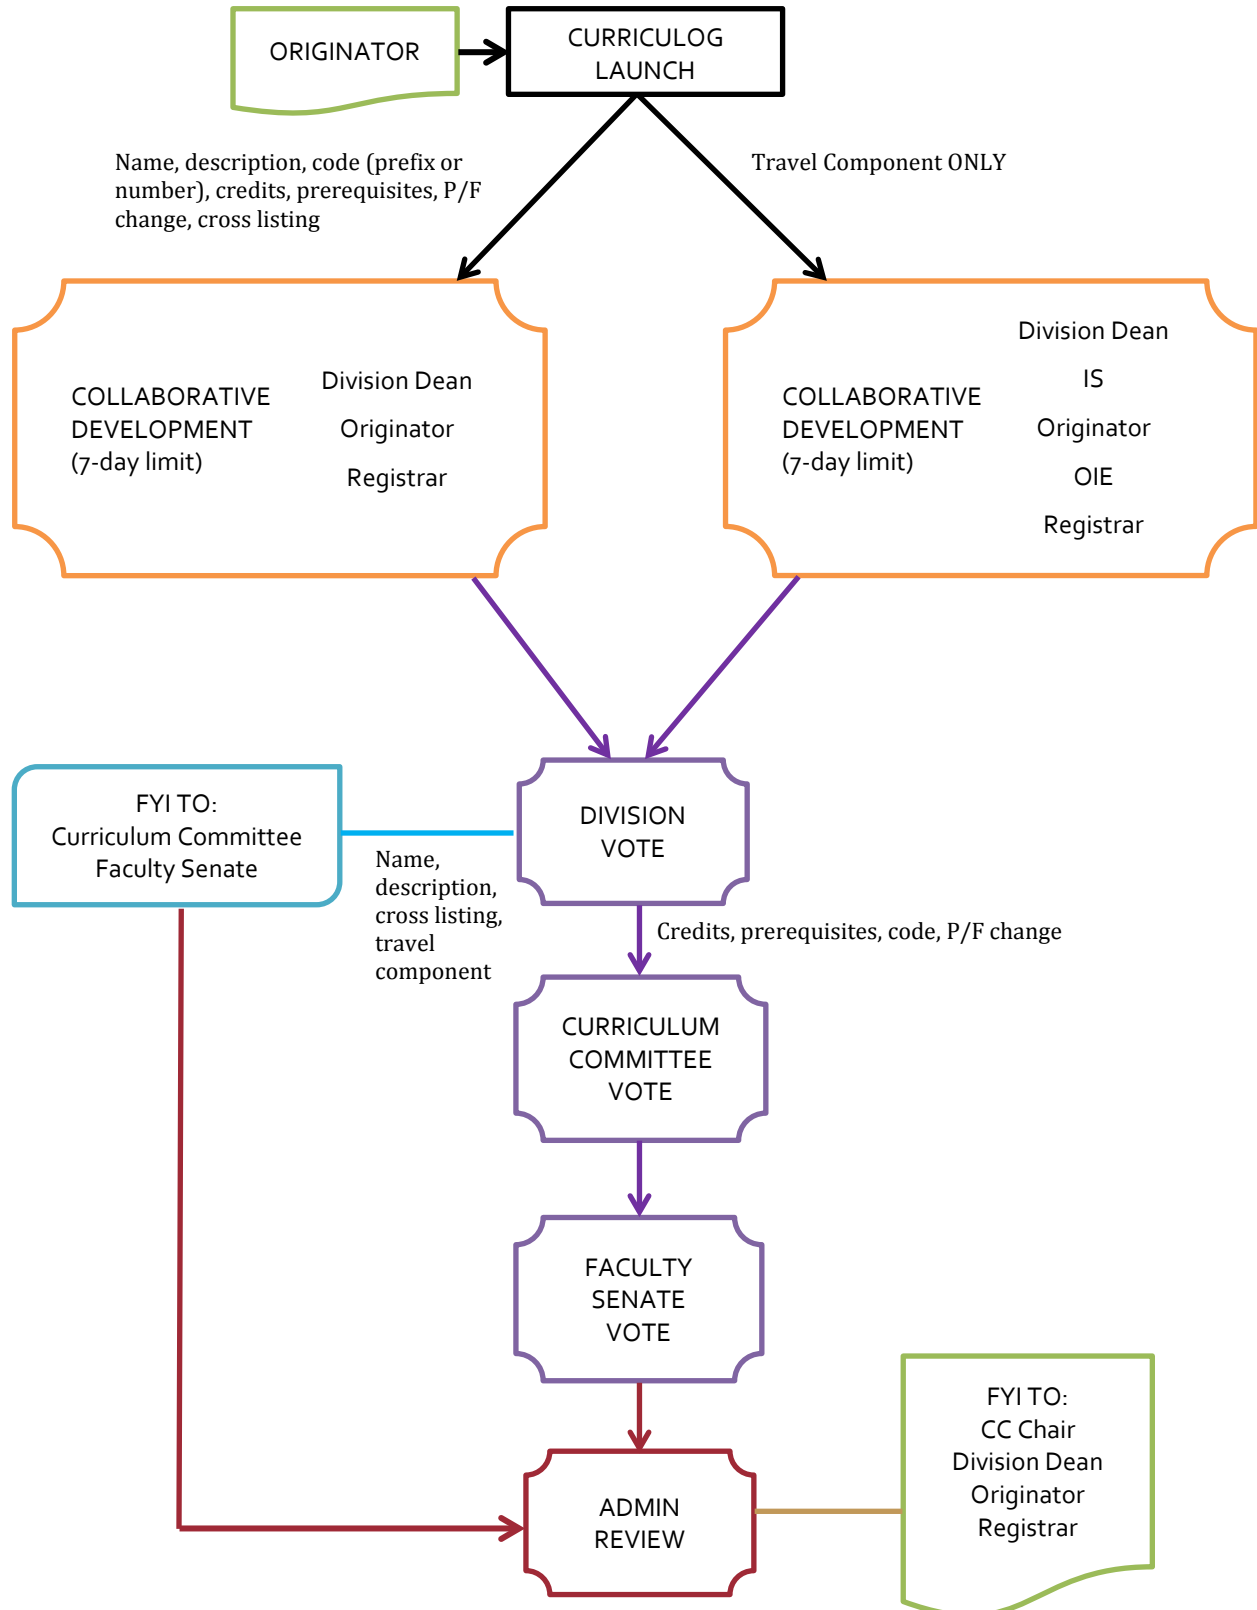 ORIGINATOR
CURRICULOG
LAUNCH
Name, description, code (prefix or
number), credits, prerequisites, P/F
change, cross listing
Travel Component ONLY
COLLABORATIVE
DEVELOPMENT
(7-day limit)
Division Dean
Originator
Registrar
COLLABORATIVE
DEVELOPMENT
(7-day limit)
Division Dean
IS
Originator
OIE
Registrar
FYI TO:
Curriculum Committee
Faculty Senate
DIVISION
VOTE
Name,
description,
cross listing,
travel
component
Credits, prerequisites, code, P/F change
CURRICULUM
COMMITTEE
VOTE
FACULTY
SENATE
VOTE
ADMIN
REVIEW
FYI TO:
CC Chair
Division Dean
Originator
Registrar